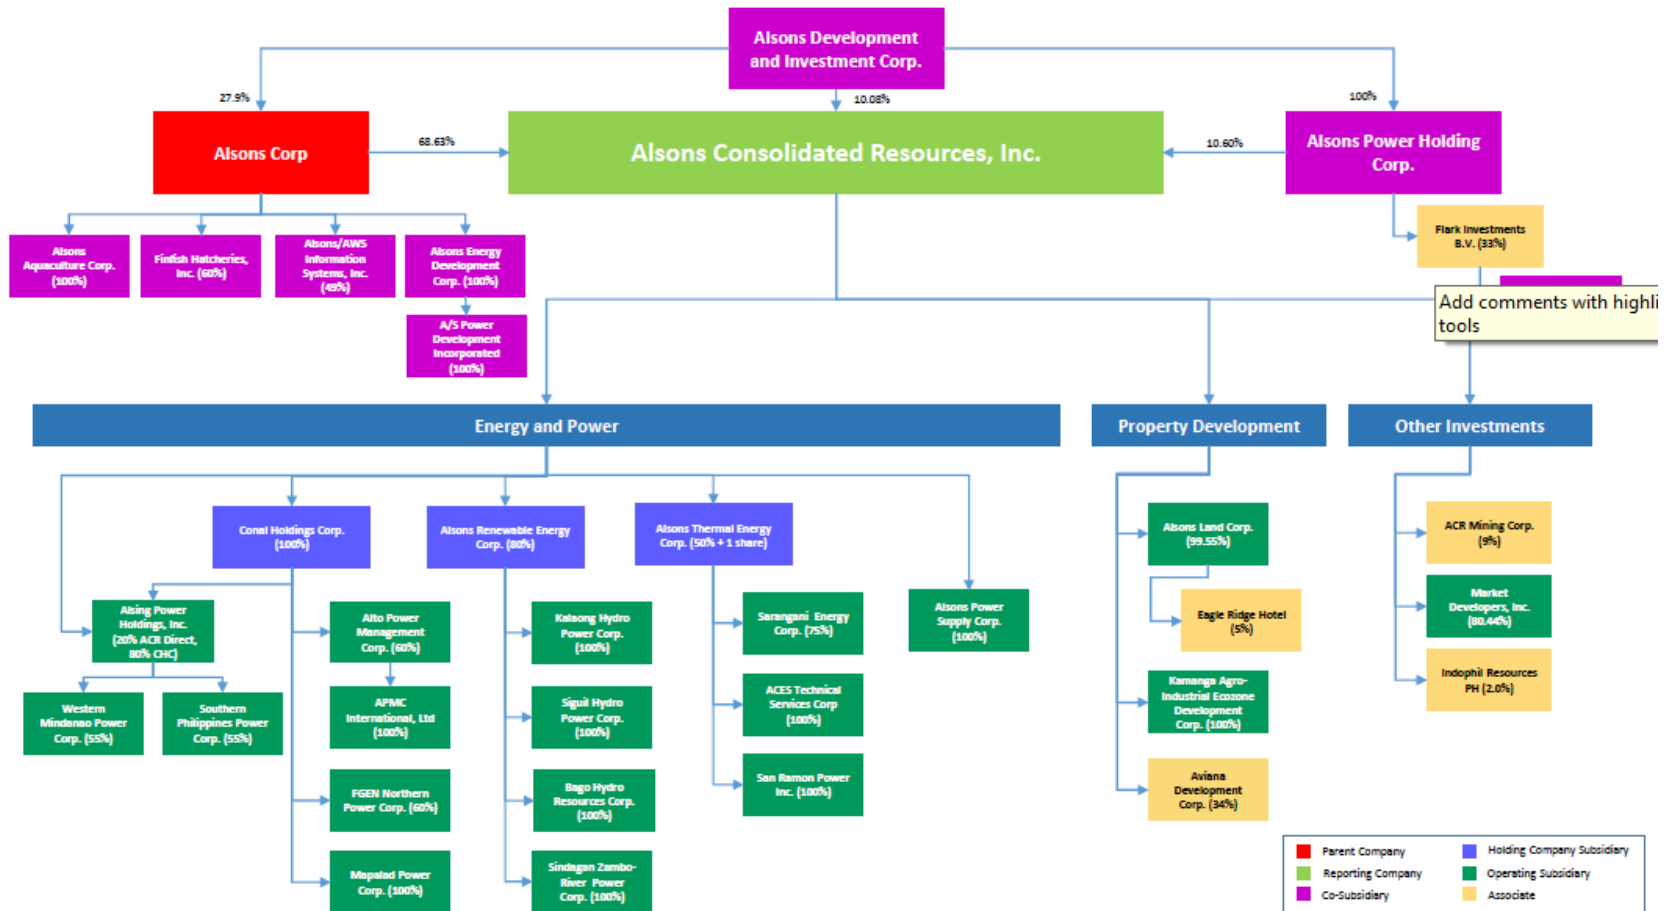 Alsons Development
and Investment Corp.
27.9%
10.08%
100%
Alsons Corp
68.63%
Alsons Consolidated Resources, Inc.
10.60%
Alsons Power Holding
Corp.
Alsons
Aquaculture Corp.
(100%)
Finfish Hatcheries,
Inc. (60%)
Alsons/AWS
Information
Systems, Inc.
(49%)
Alsons Energy
Development
Corp. (100%)
Flark Investments
B.V. (33%)
A/S Power
Development
Incorporated
(100%)
Add comments with highli
tools
Energy and Power
Property Development
Other Investments
Conal Holdings Corp.
(100%)
Alsons Renewable Energy
Corp. (80%)
Alsons Thermal Energy
Corp. (50% + 1 share)
Alsing Power
Holdings, Inc.
(20% ACR Direct,
80% CHC)
Western
Mindanao Power
Corp. (55%)
Southern
Philippines Power
Corp. (55%)
Alto Power
Management
Corp. (60%)
APMC
International, Ltd
(100%)
FGEN Northern
Power Corp. (60%)
Mapalad Power
Corp. (100%)
Kalaong Hydro
Power Corp.
(100%)
Siguil Hydro
Power Corp.
(100%)
Bago Hydro
Resources Corp.
(100%)
Sindagan Zambo-
River Power
Corp. (100%)
Sarangani Energy
Corp. (75%)
ACES Technical
Services Corp
(100%)
San Ramon Power
Inc. (100%)
Alsons Power
Supply Corp.
(100%)
Alsons Land Corp.
(99.55%)
Eagle Ridge Hotel
(5%)
Kamanga Agro-
Industrial Ecozone
Development
Corp. (100%)
Aviana
Development
Corp. (34%)
ACR Mining Corp.
(9%)
Market
Developers, Inc.
(80.44%)
Indophil Resources
PH (2.0%)
Parent Company
Holding Company Subsidiary
Reporting Company
Operating Subsidiary
Co-Subsidiary
Associate